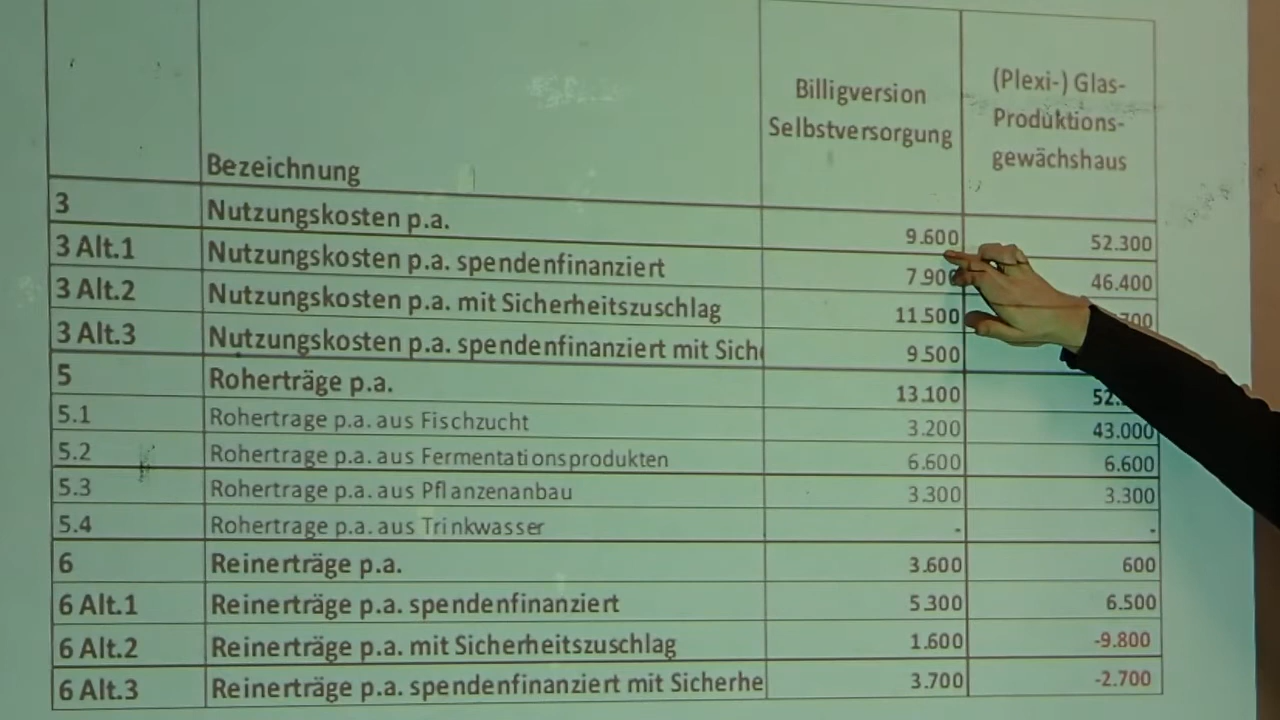 Bezeichnung
Billigversion
Selbstversorgung
(Plexi-) Glas-
Produktions-
gewächshaus
3 Nutzungskosten p.a. 9.600 52.300
3 Alt.1 Nutzungskosten p.a. spendenfinanziert 7.900 46.400
3 Alt.2 Nutzungskosten p.a. mit Sicherheitszuschlag 11.500
3 Alt.3 Nutzungskosten p.a. spendenfinanziert mit Sich 9.500
5 Roherträge p.a. 13.100
5.1 Rohertrage p.a. aus Fischzucht 3.200 43.000
5.2 Rohertrage p.a. aus Fermentationsprodukten 6.600 6.600
5.3 Rohertrage p.a. aus Pflanzenanbau 3.300 3.300
5.4 Rohertrage p.a. aus Trinkwasser - -
6 Reinerträge p.a. 3.600 600
6 Alt.1 Reinerträge p.a. spendenfinanziert 5.300 6.500
6 Alt.2 Reinerträge p.a. mit Sicherheitszuschlag 1.600 -9.800
6 Alt.3 Reinerträge p.a. spendenfinanziert mit Sicherhe 3.700 -2.700